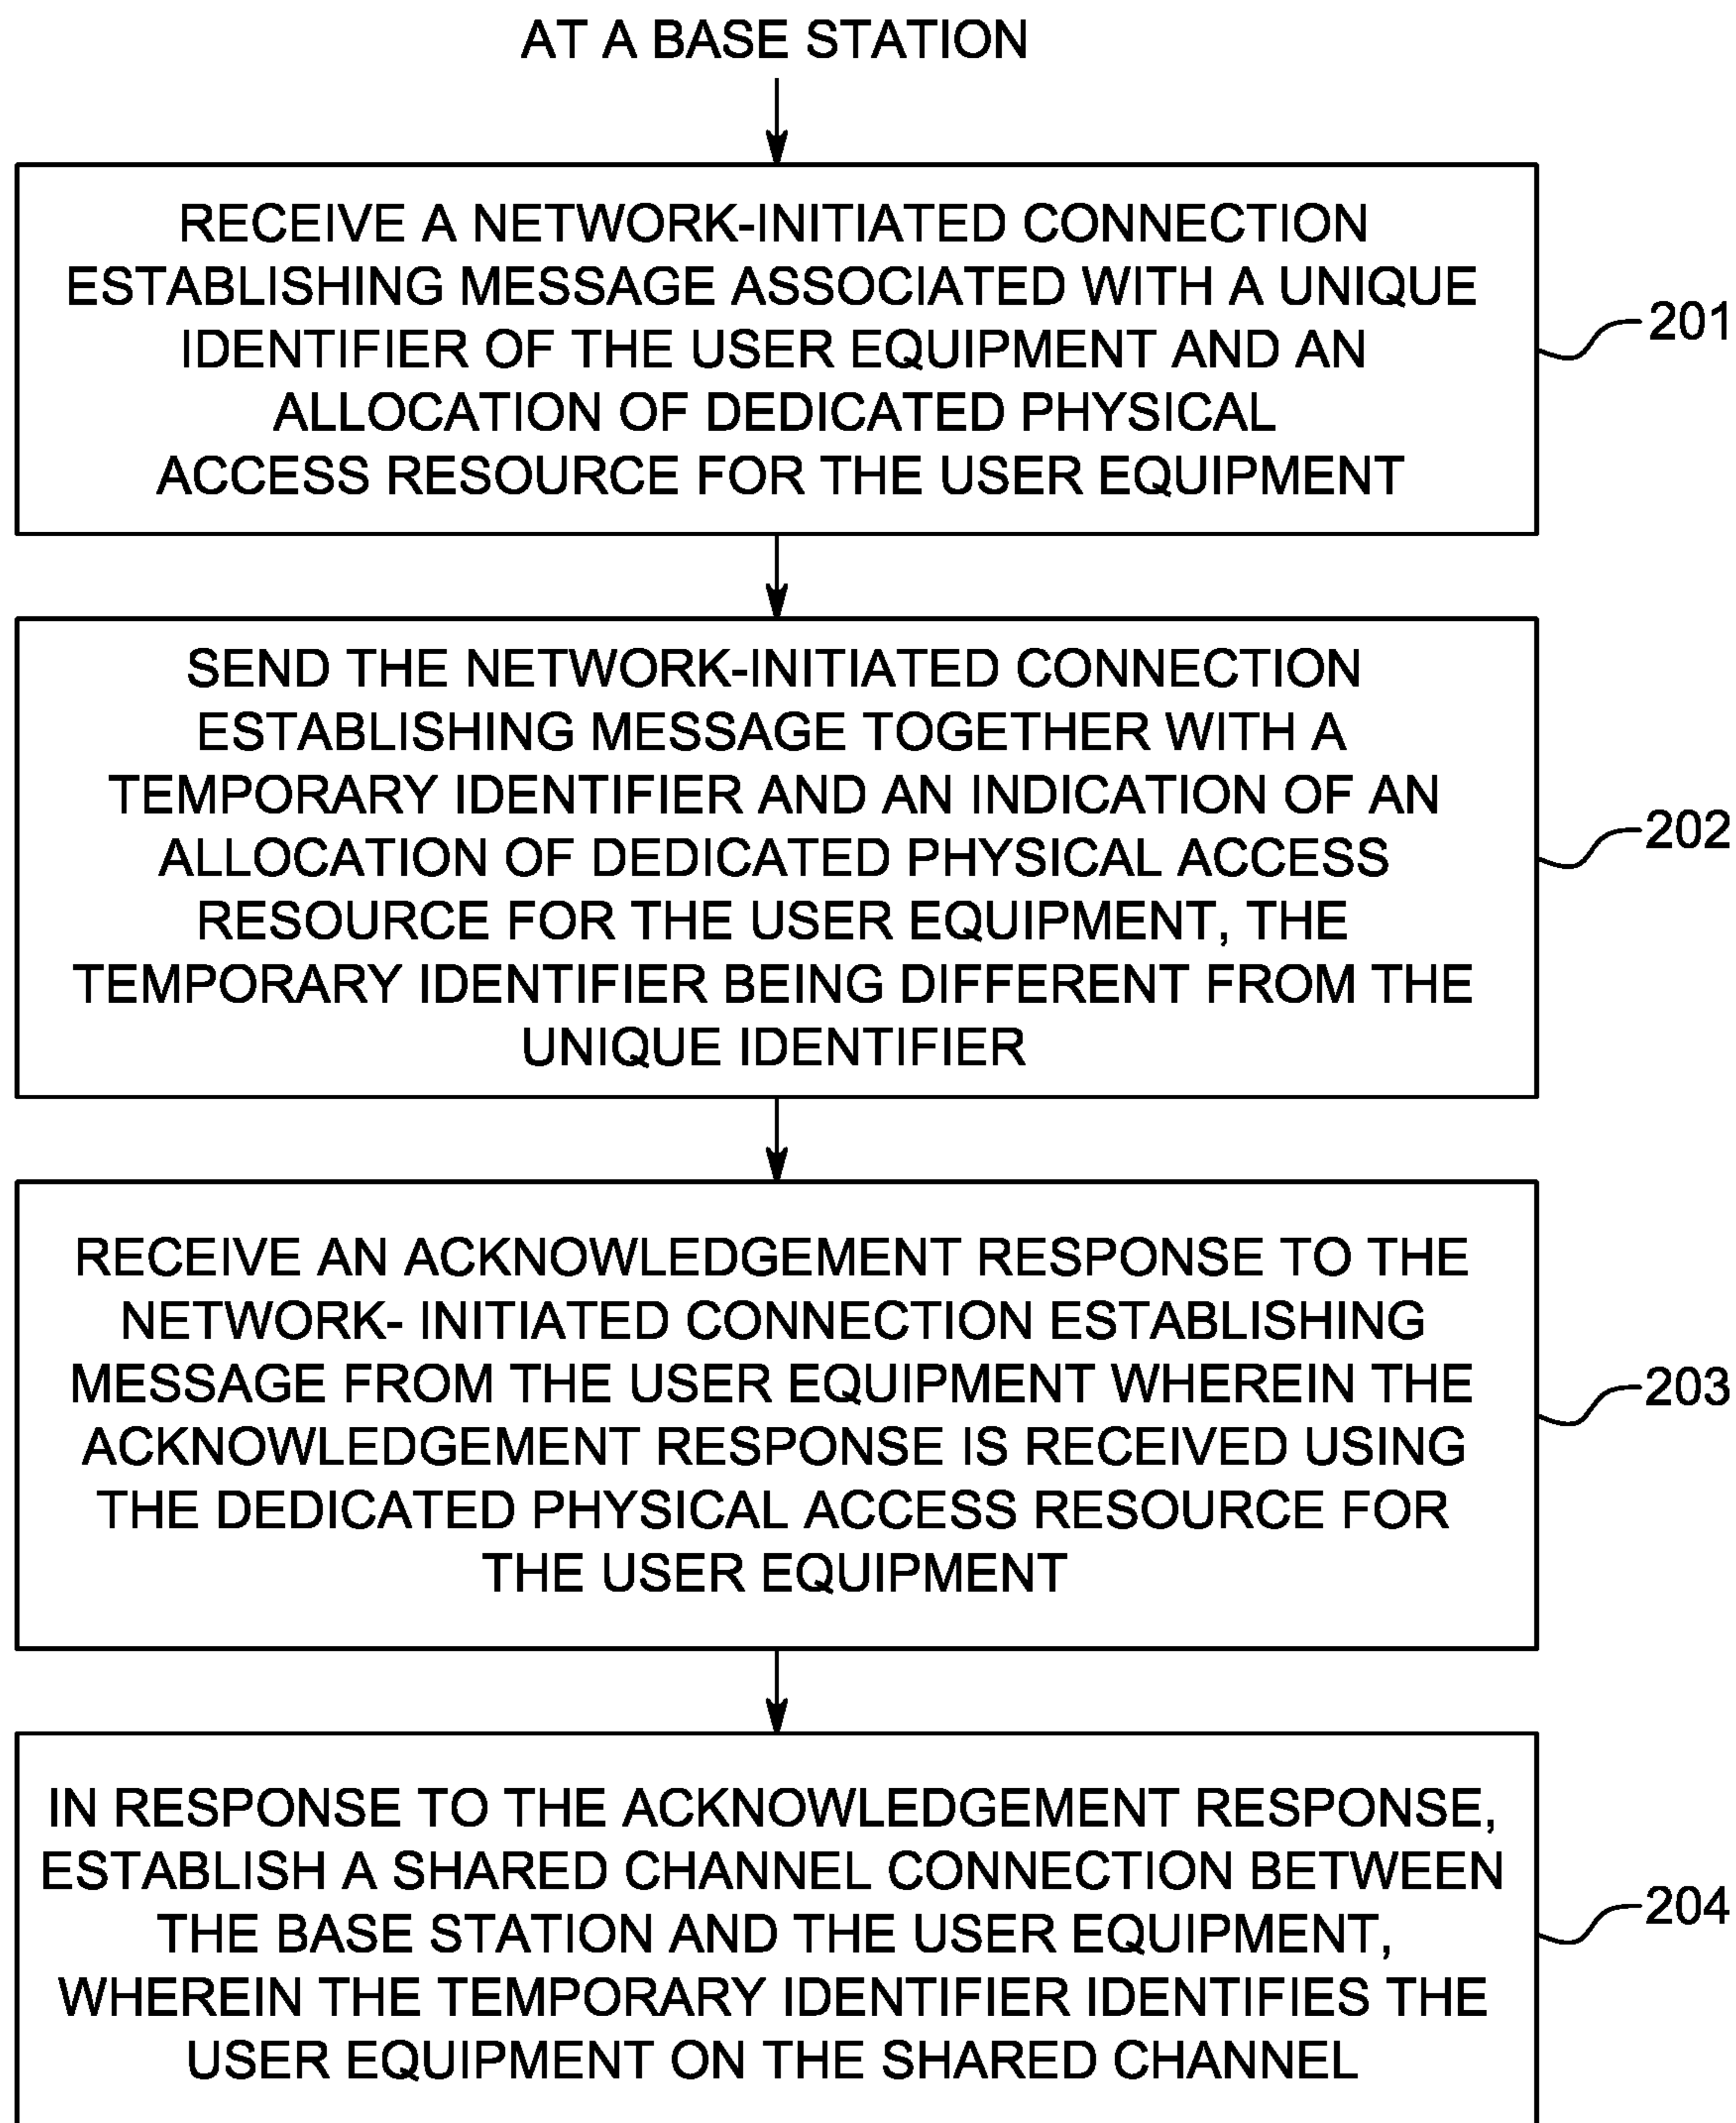 AT A BASE STATION
RECEIVE A NETWORK-INITIATED CONNECTION
ESTABLISHING MESSAGE ASSOCIATED WITH A UNIQUE
IDENTIFIER OF THE USER EQUIPMENT AND AN
ALLOCATION OF DEDICATED PHYSICAL
ACCESS RESOURCE FOR THE USER EQUIPMENT
201
SEND THE NETWORK-INITIATED CONNECTION
ESTABLISHING MESSAGE TOGETHER WITH A
TEMPORARY IDENTIFIER AND AN INDICATION OF AN
ALLOCATION OF DEDICATED PHYSICAL ACCESS
RESOURCE FOR THE USER EQUIPMENT, THE
TEMPORARY IDENTIFIER BEING DIFFERENT FROM THE
UNIQUE IDENTIFIER
202
RECEIVE AN ACKNOWLEDGEMENT RESPONSE TO THE
NETWORK- INITIATED CONNECTION ESTABLISHING
MESSAGE FROM THE USER EQUIPMENT WHEREIN THE
ACKNOWLEDGEMENT RESPONSE IS RECEIVED USING
THE DEDICATED PHYSICAL ACCESS RESOURCE FOR
THE USER EQUIPMENT
203
IN RESPONSE TO THE ACKNOWLEDGEMENT RESPONSE,
ESTABLISH A SHARED CHANNEL CONNECTION BETWEEN
THE BASE STATION AND THE USER EQUIPMENT,
WHEREIN THE TEMPORARY IDENTIFIER IDENTIFIES THE
USER EQUIPMENT ON THE SHARED CHANNEL
204